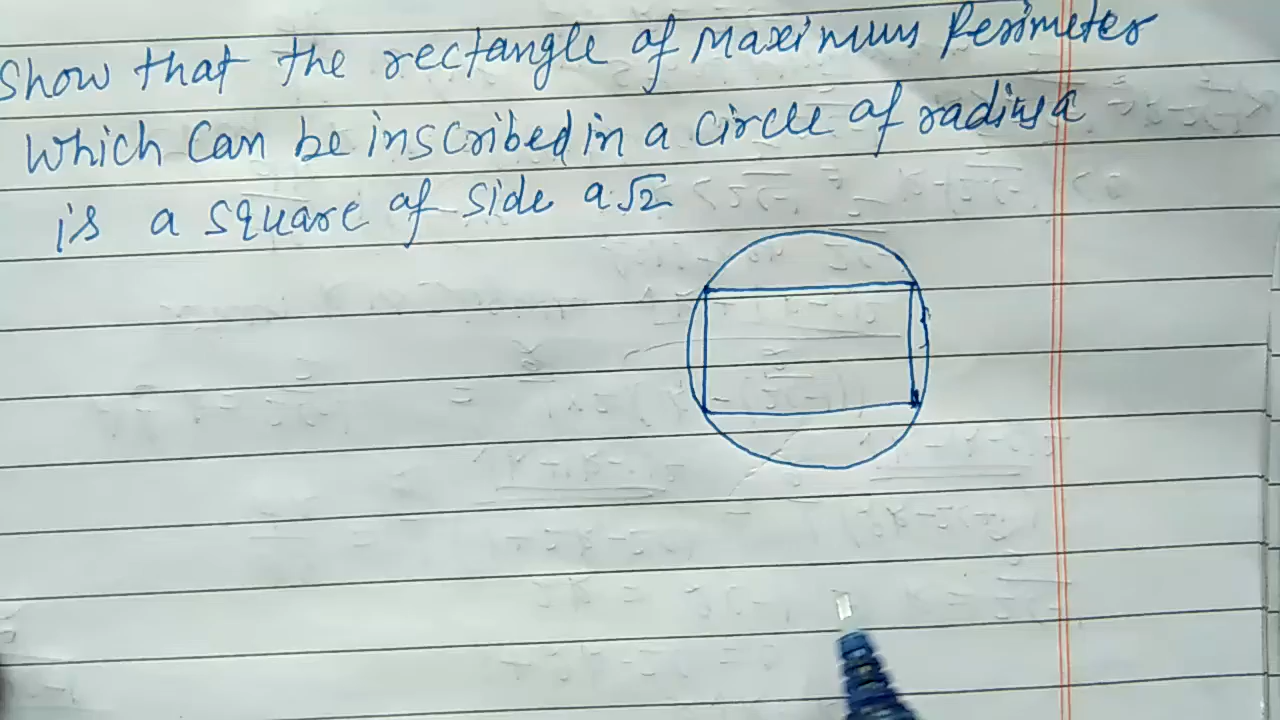 Show that the rectangle of Maximum Perimeter
which Can be inscribed in a circle of radius a
is a square of side a√2